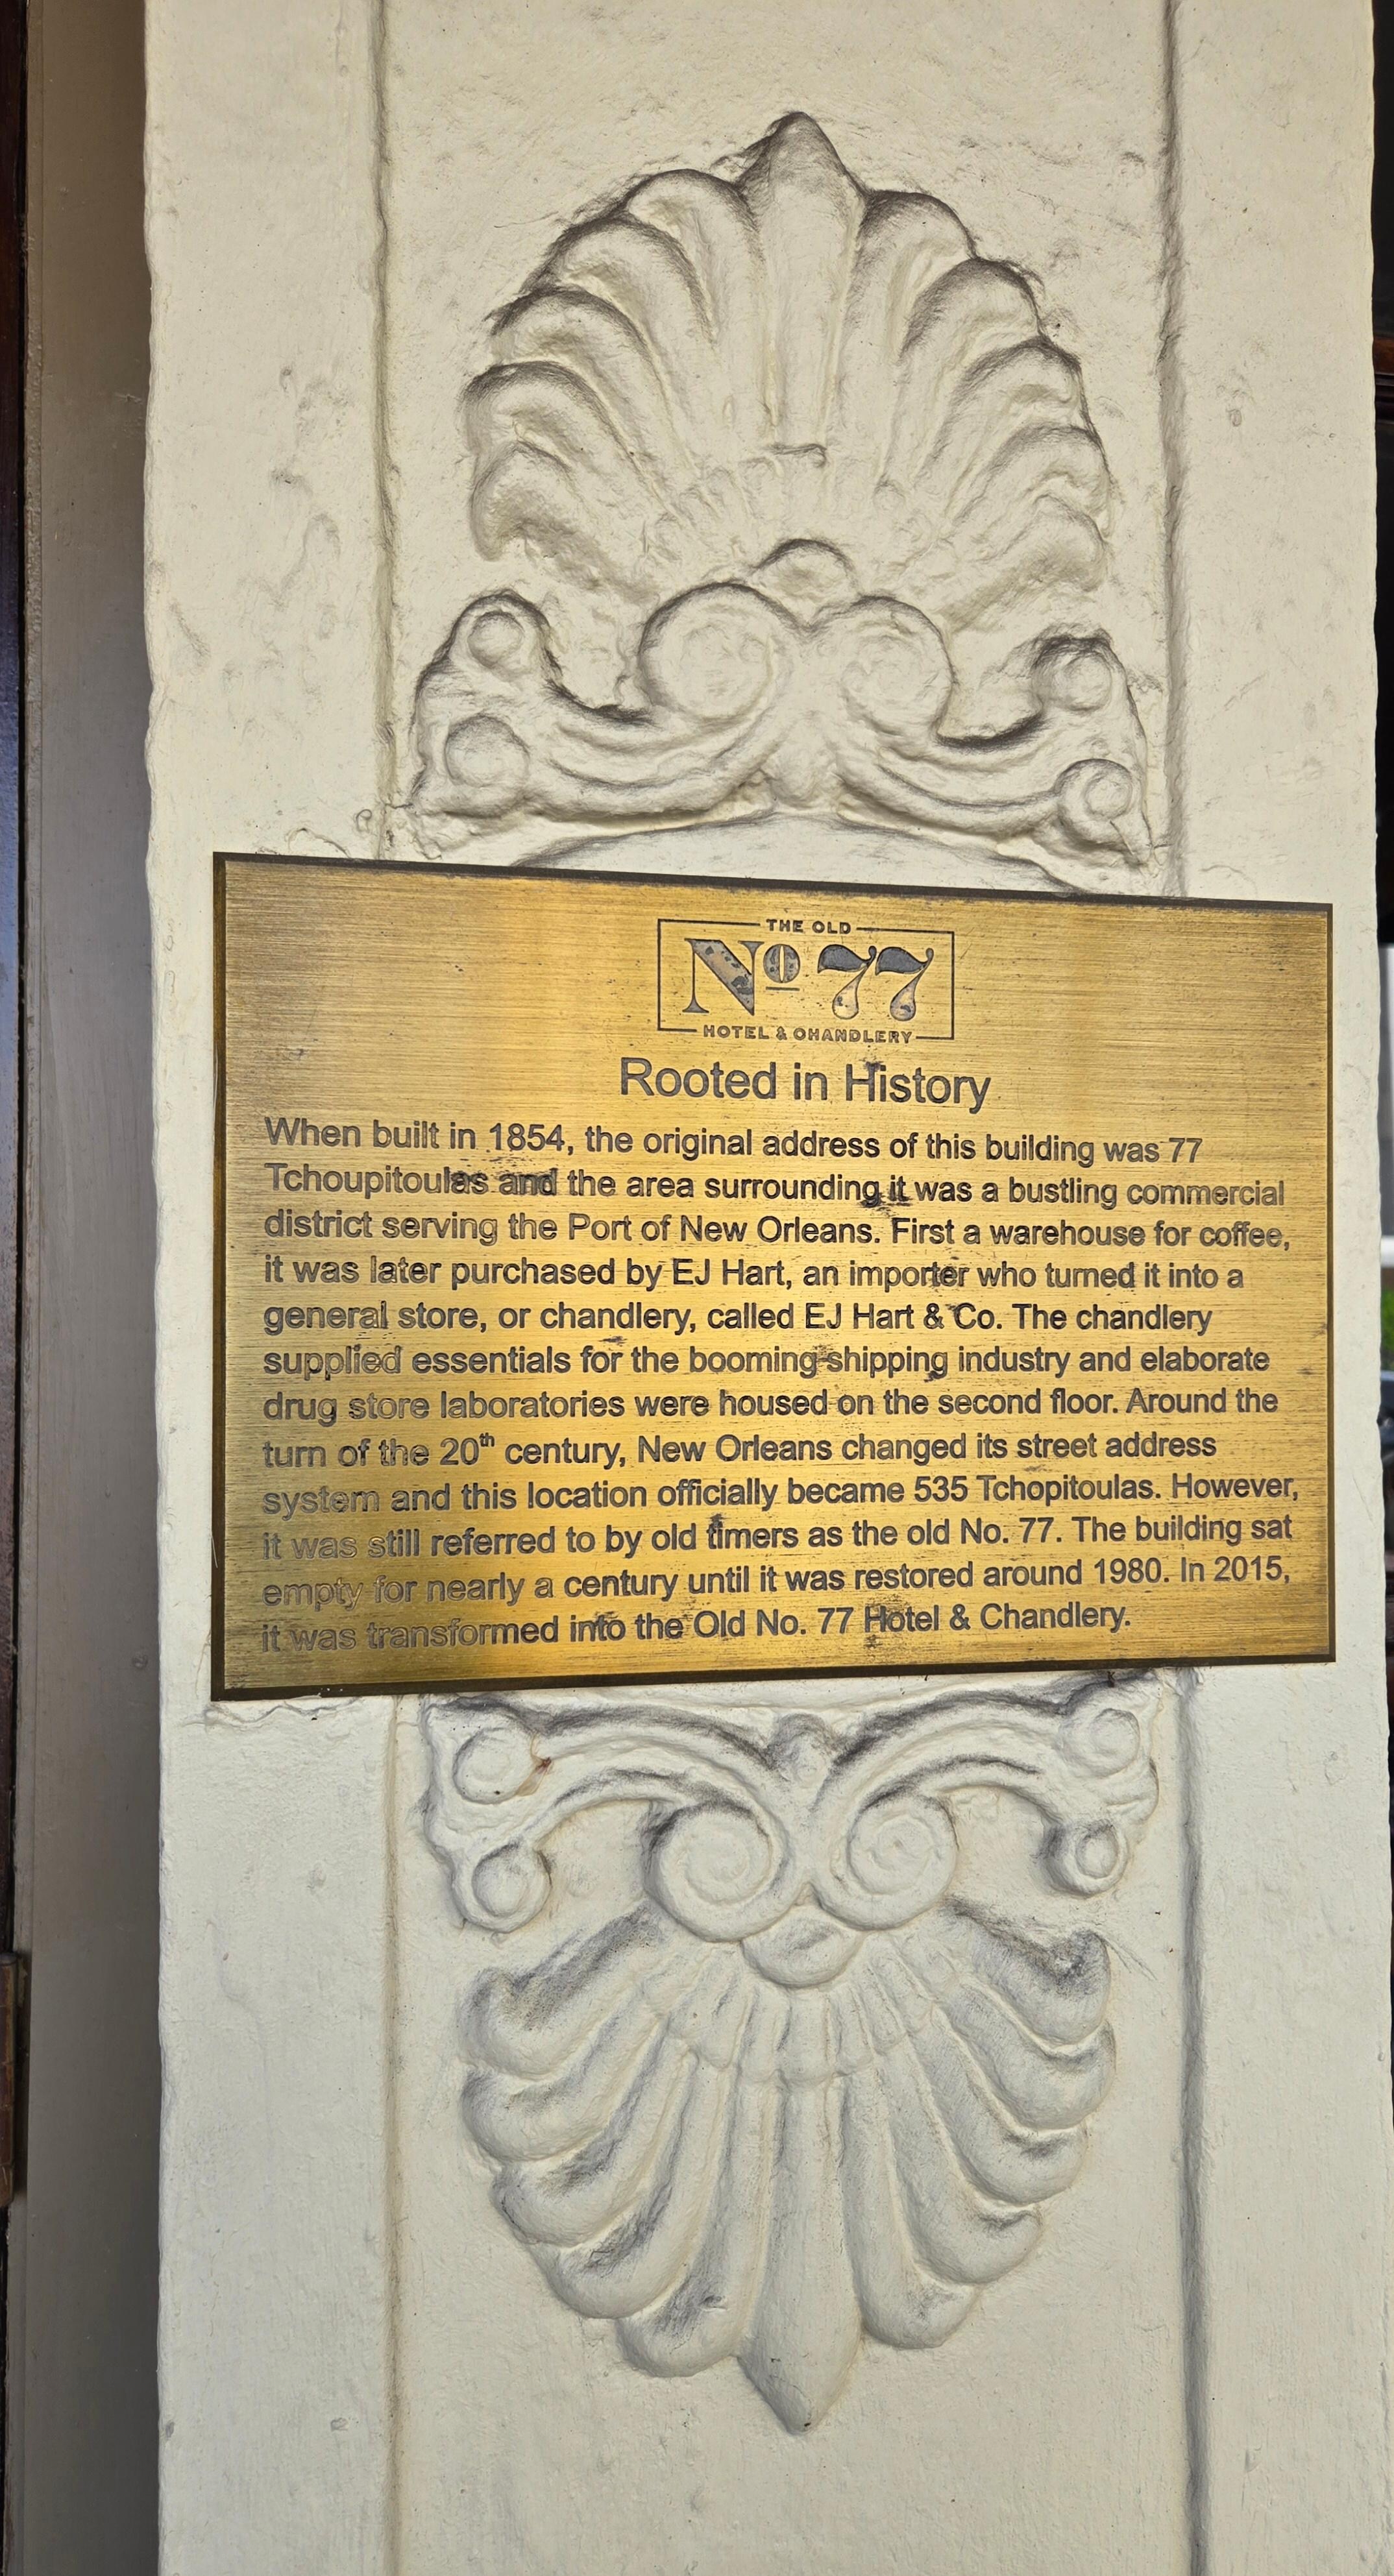 THE OLD
Nº 77
HOTEL & CHANDLERY
Rooted in History
When built in 1854, the original address of this building was 77
Tchoupitoulas and the area surrounding it was a bustling commercial
district serving the Port of New Orleans. First a warehouse for coffee,
it was later purchased by EJ Hart, an importer who turned it into a
general store, or chandlery, called EJ Hart & Co. The chandlery
supplied essentials for the booming shipping industry and elaborate
drug store laboratories were housed on the second floor. Around the
turn of the 20th century, New Orleans changed its street address
system and this location officially became 535 Tchopitoulas. However,
it was still referred to by old timers as the old No. 77. The building sat
empty for nearly a century until it was restored around 1980. In 2015,
it was transformed into the Old No. 77 Hotel & Chandlery.